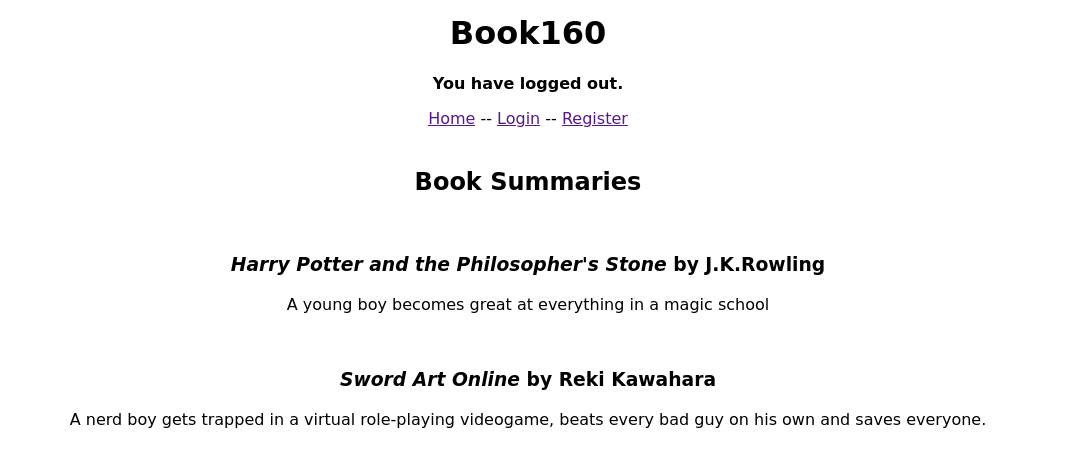 Book160
You have logged out.
Home -- Login -- Register
Book Summaries
Harry Potter and the Philosopher's Stone by J.K.Rowling
A young boy becomes great at everything in a magic school
Sword Art Online by Reki Kawahara
A nerd boy gets trapped in a virtual role-playing videogame, beats every bad guy on his own and saves everyone.